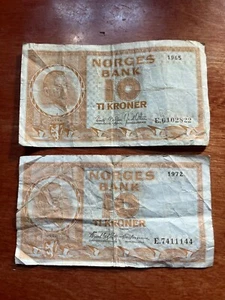 NORGES
BANK
1965
10
TI KRONER
E.6102822
NORGES
BANK
1972
10
TI KRONER
E.7411144